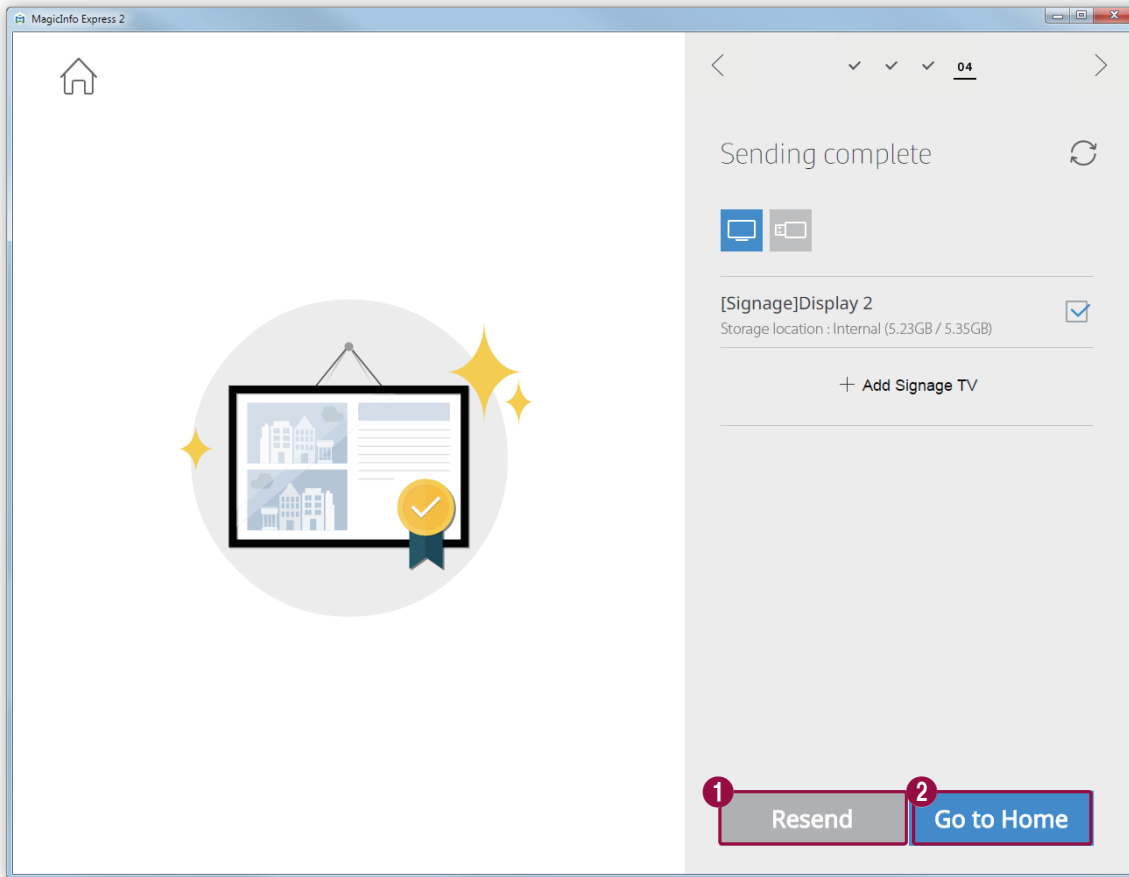 MagicInfo Express 2
04
Sending complete
[Signage]Display 2
Storage location : Internal (5.23GB / 5.35GB)
+ Add Signage TV
1
Resend
2
Go to Home